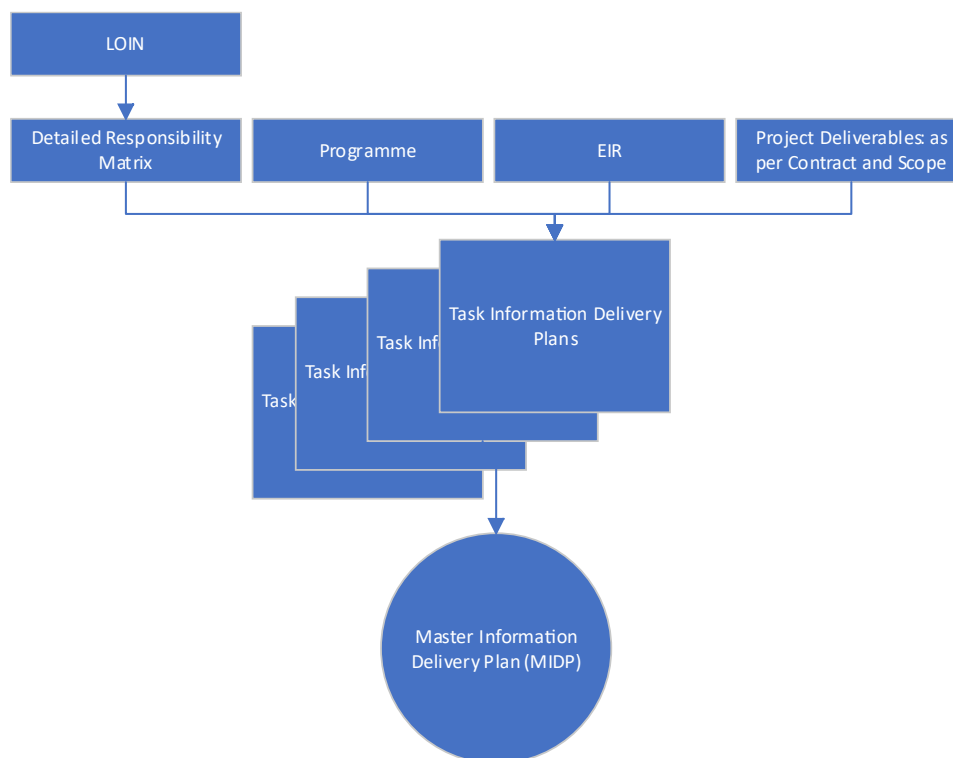 LOIN
Detailed Responsibility
Matrix
Programme
EIR
Project Deliverables: as
per Contract and Scope
Task Information Delivery
Plans
Task Inf
Task Inf
Task
Master Information
Delivery Plan (MIDP)